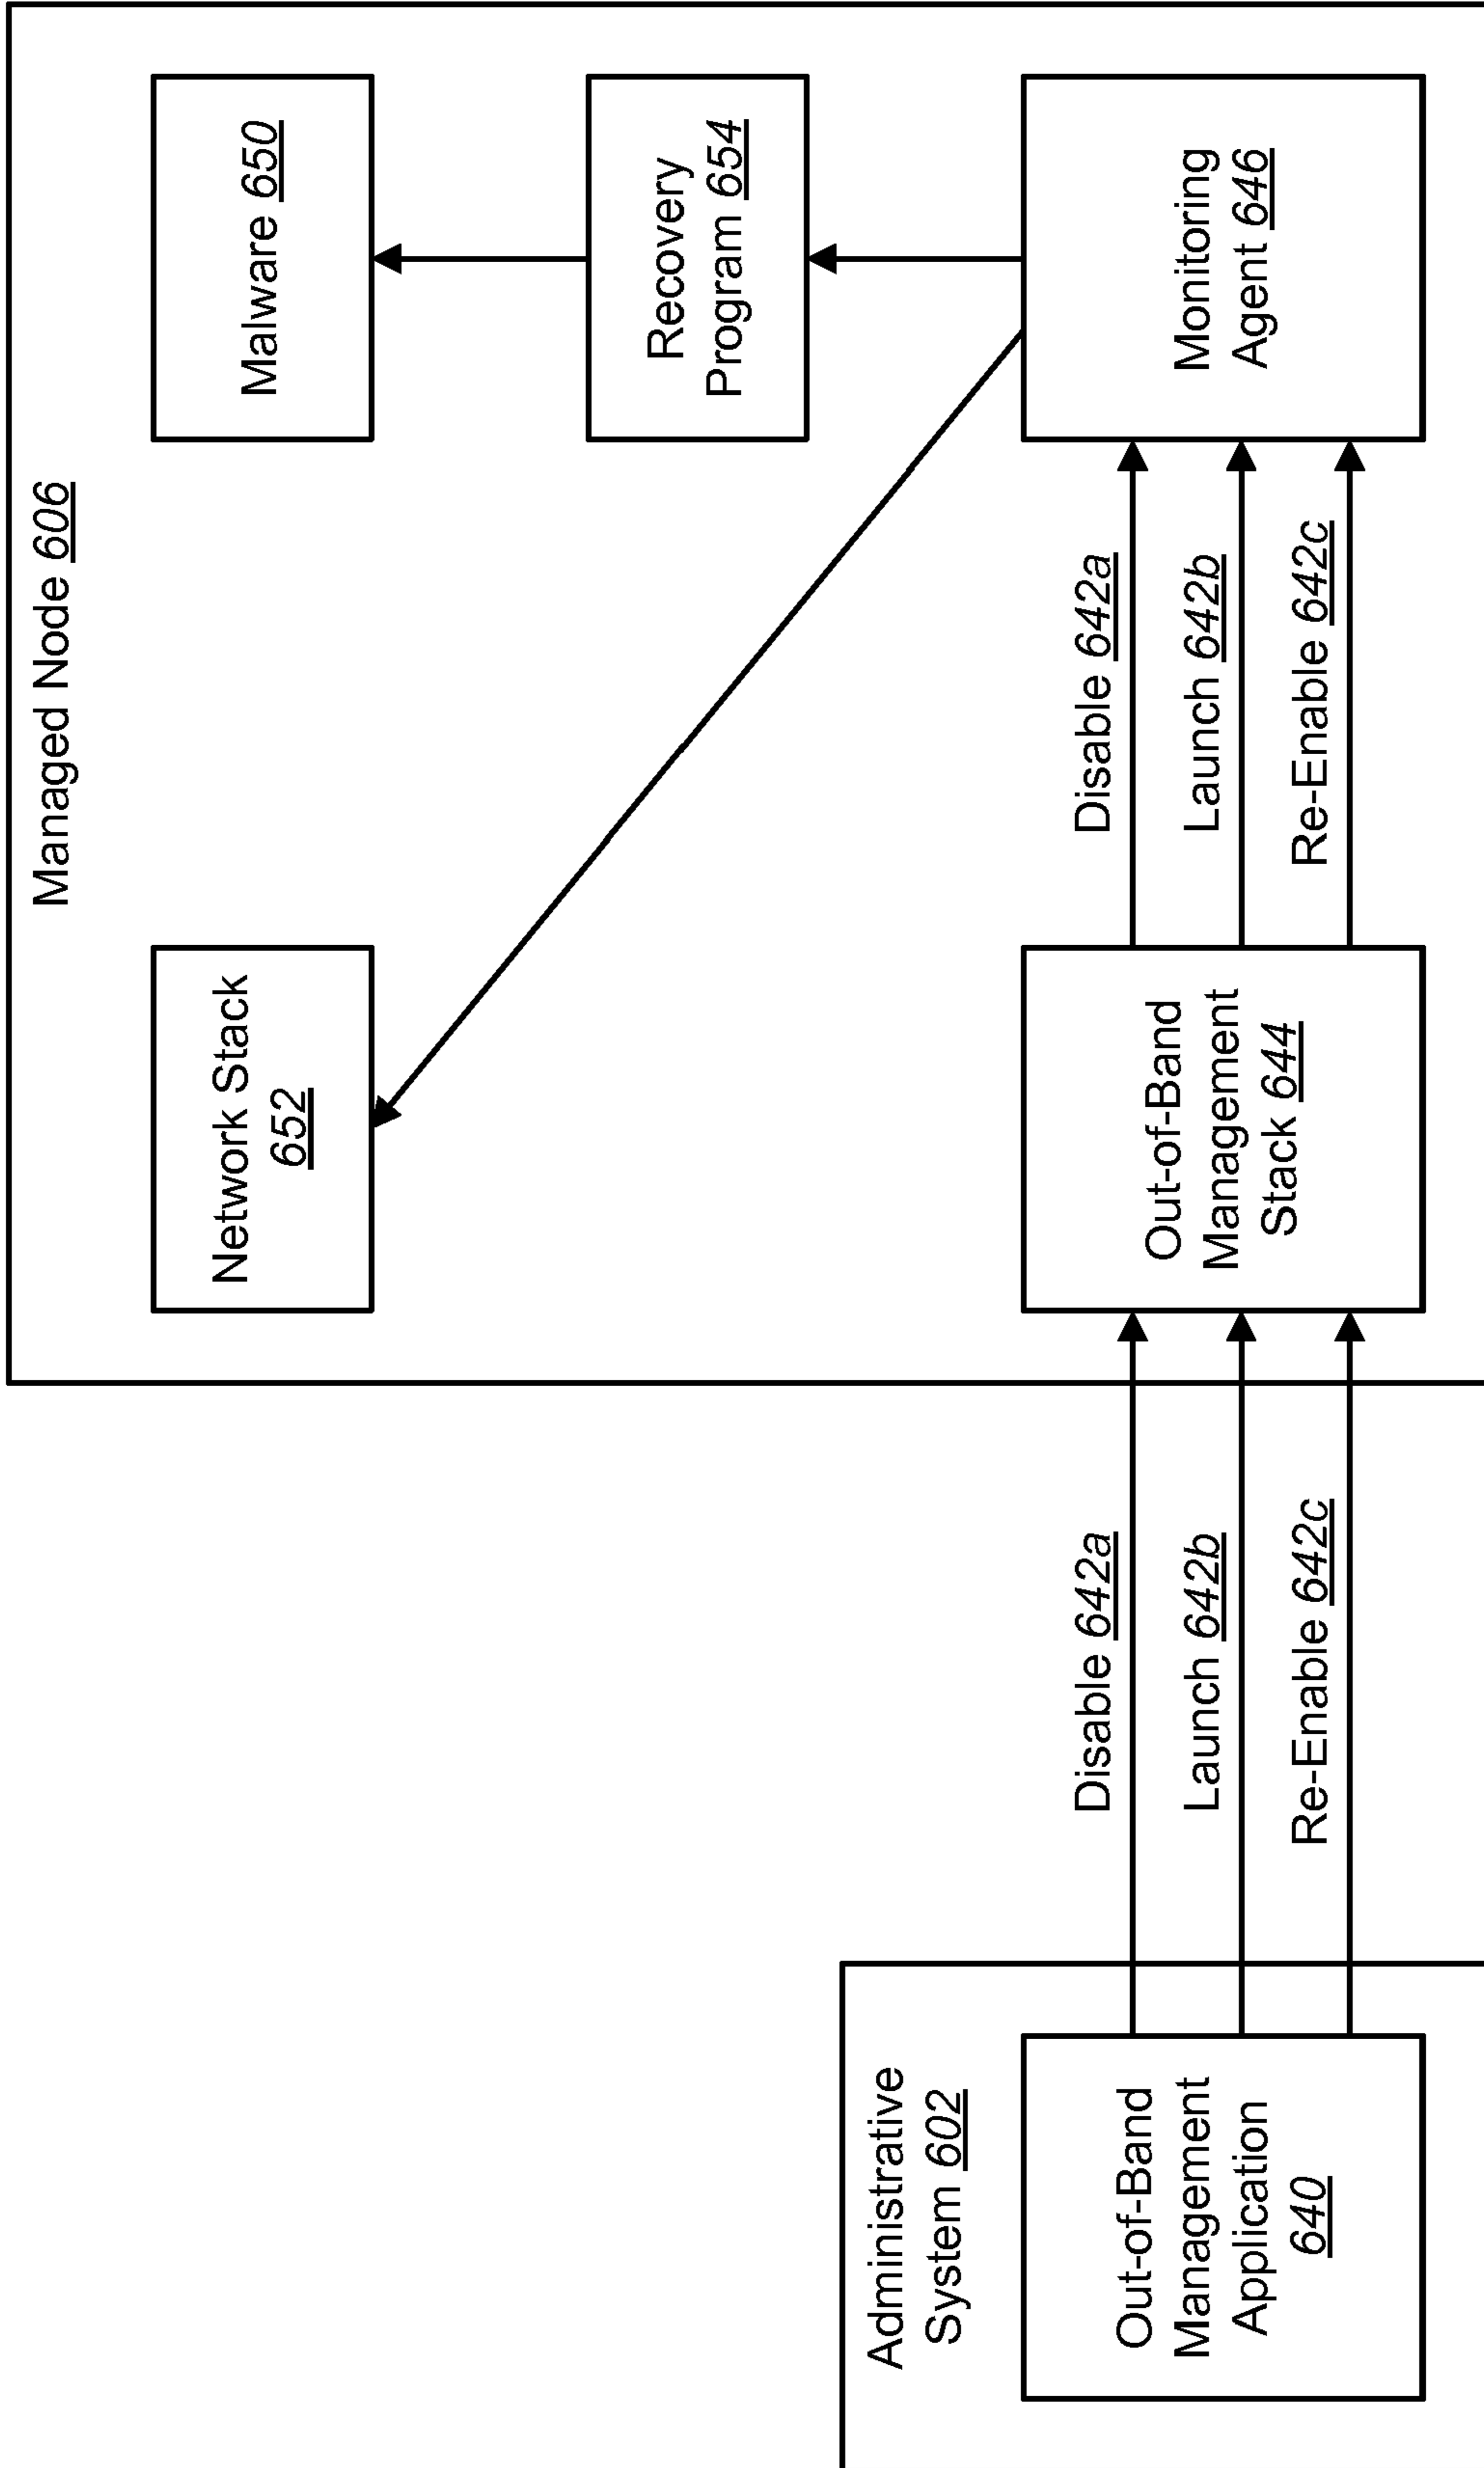 Managed Node 606
Network Stack
652
Malware 650
Recovery
Program 654
Administrative
System 602
Out-of-Band
Management
Application
640
Disable 642a
Launch 642b
Re-Enable 642c
Out-of-Band
Management
Stack 644
Disable 642a
Launch 642b
Re-Enable 642c
Monitoring
Agent 646